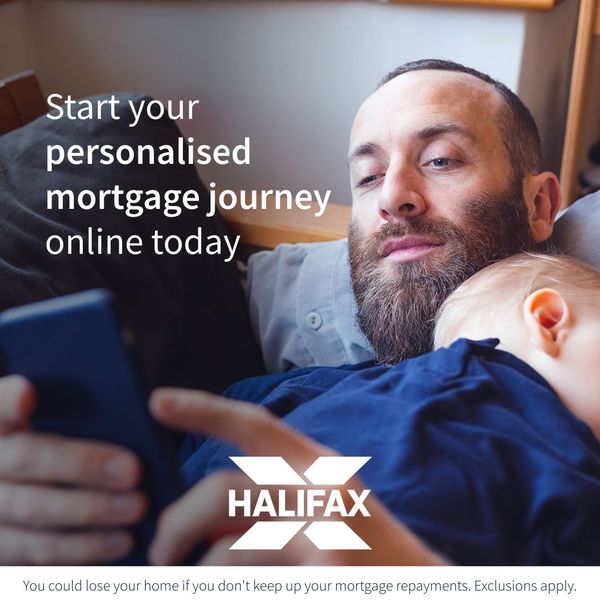 Start your
personalised
mortgage journey
online today
HALIFAX
You could lose your home if you don't keep up your mortgage repayments. Exclusions apply.